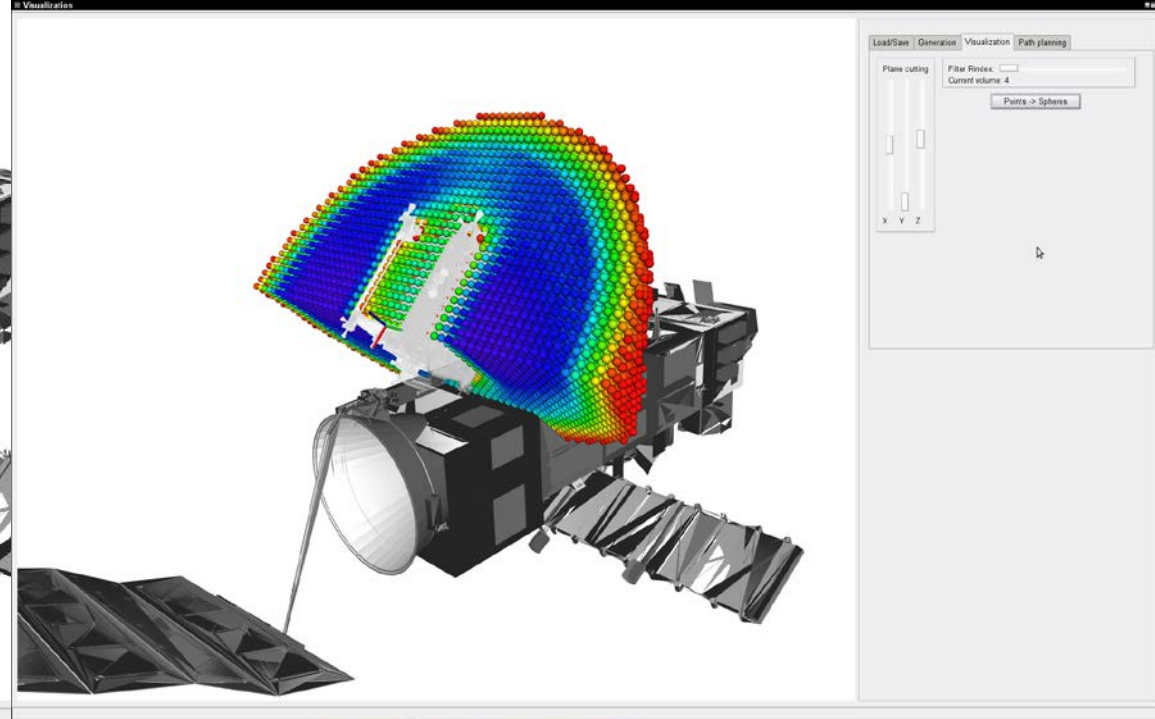 Visualization
Load/Save Generation Visualization Path planning
Plane cutting
Filter Rindex:
Current volume: 4
Points -> Spheres
X Y Z